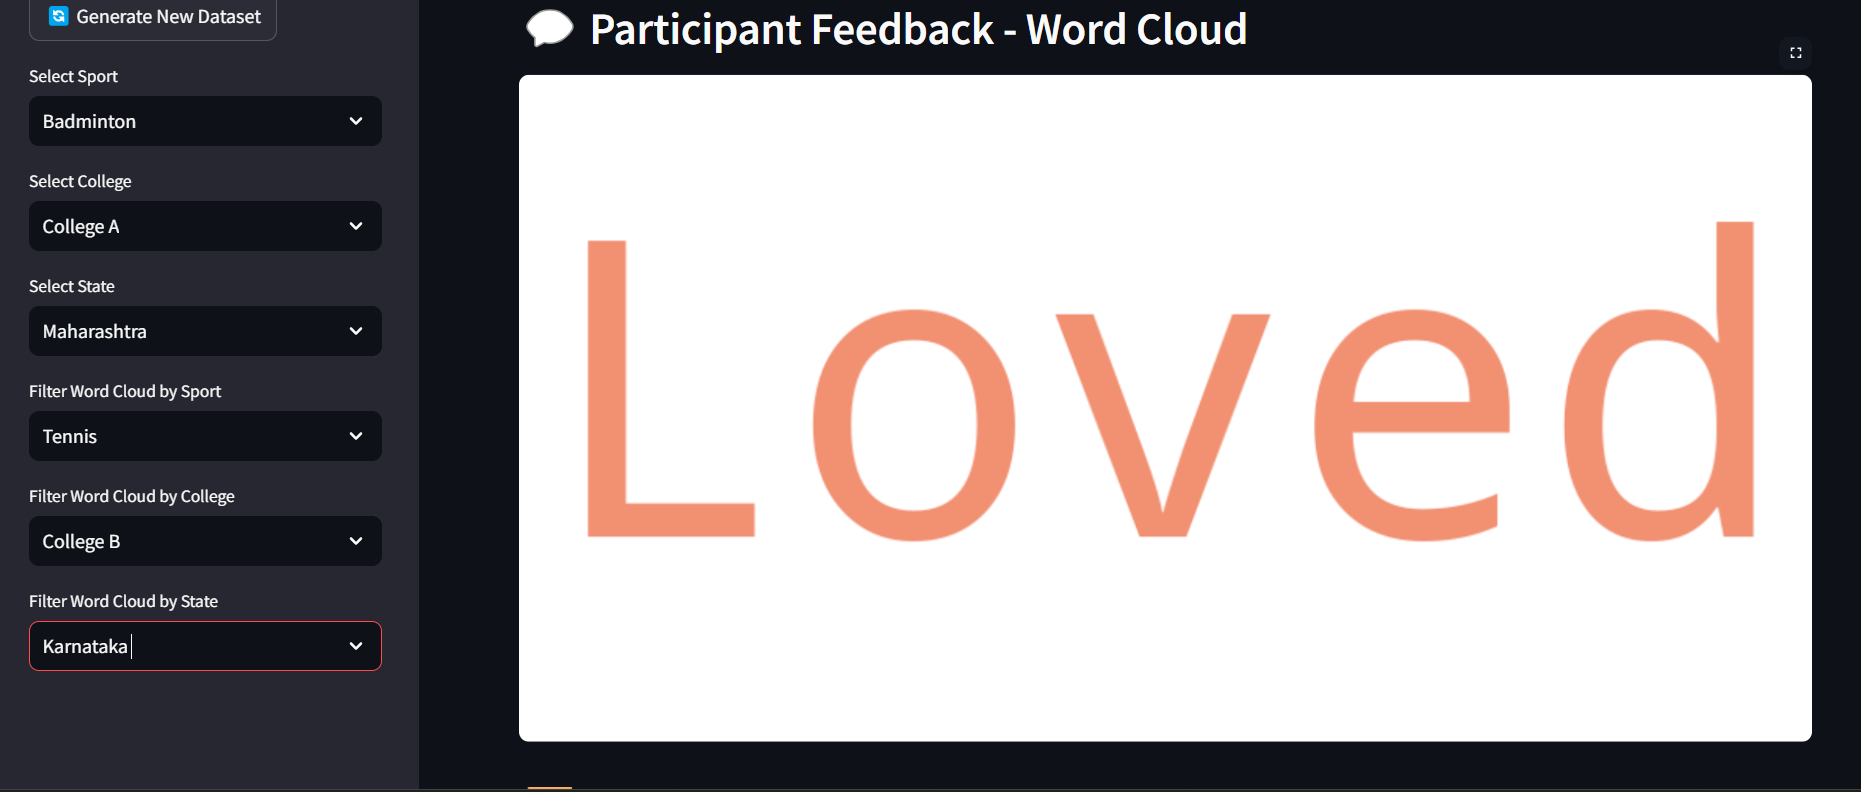 Generate New Dataset
Select Sport
Badminton
Select College
College A
Select State
Maharashtra
Filter Word Cloud by Sport
Tennis
Filter Word Cloud by College
College B
Filter Word Cloud by State
Karnataka
Participant Feedback - Word Cloud
Loved